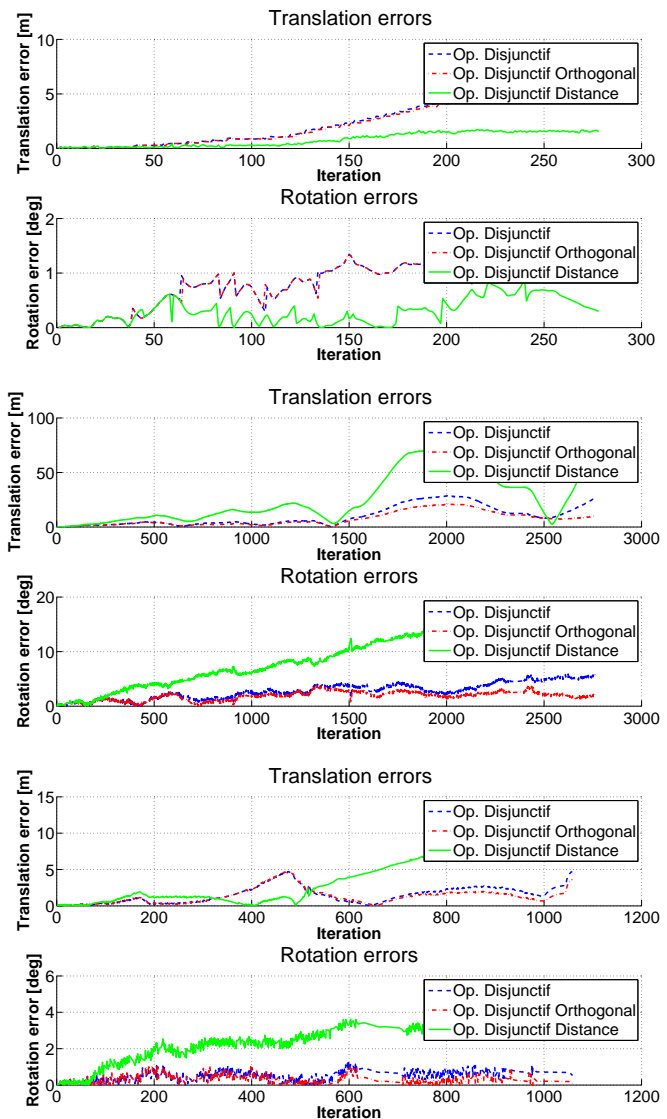 Translation errors
Translation error [m]
10
5
0
Op. Disjunctif
Op. Disjunctif Orthogonal
Op. Disjunctif Distance
0 50 100 150 200 250 300
Iteration
Rotation errors
Rotation error [deg]
2
1
0
Op. Disjunctif
Op. Disjunctif Orthogonal
Op. Disjunctif Distance
0 50 100 150 200 250 300
Iteration
Translation errors
Translation error [m]
100
50
0
Op. Disjunctif
Op. Disjunctif Orthogonal
Op. Disjunctif Distance
0 500 1000 1500 2000 2500 3000
Iteration
Rotation errors
Rotation error [deg]
20
10
0
Op. Disjunctif
Op. Disjunctif Orthogonal
Op. Disjunctif Distance
0 500 1000 1500 2000 2500 3000
Iteration
Translation errors
Translation error [m]
15
10
5
0
Op. Disjunctif
Op. Disjunctif Orthogonal
Op. Disjunctif Distance
0 200 400 600 800 1000 1200
Iteration
Rotation errors
Rotation error [deg]
6
4
2
0
Op. Disjunctif
Op. Disjunctif Orthogonal
Op. Disjunctif Distance
0 200 400 600 800 1000 1200
Iteration